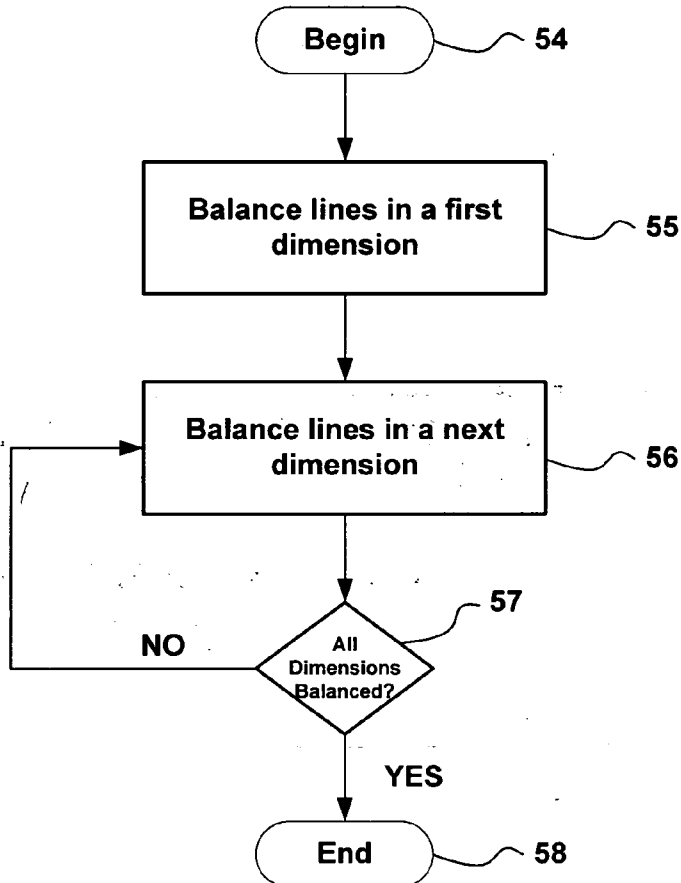 Begin
54
Balance lines in a first
dimension
55
Balance lines in a next
dimension
56
57
All
Dimensions
Balanced?
NO
YES
End
58